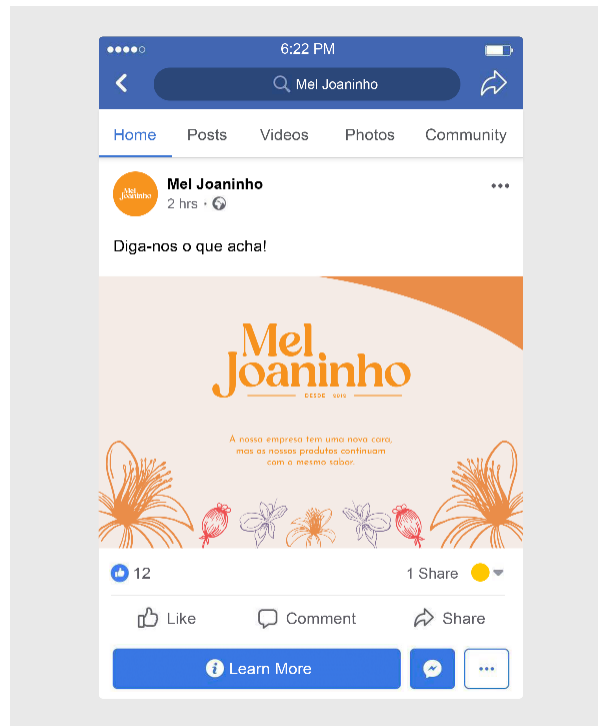 6:22 PM
Mel Joaninho
Home Posts Videos Photos Community
Mel
Joaninho
Mel Joaninho
2 hrs
Diga-nos o que acha!
Mel
Joaninho
DESDE
A nossa empresa tem uma nova cara,
mas os nossos produtos continuam
com o mesmo sabor.
12
1 Share
Like Comment Share
Learn More